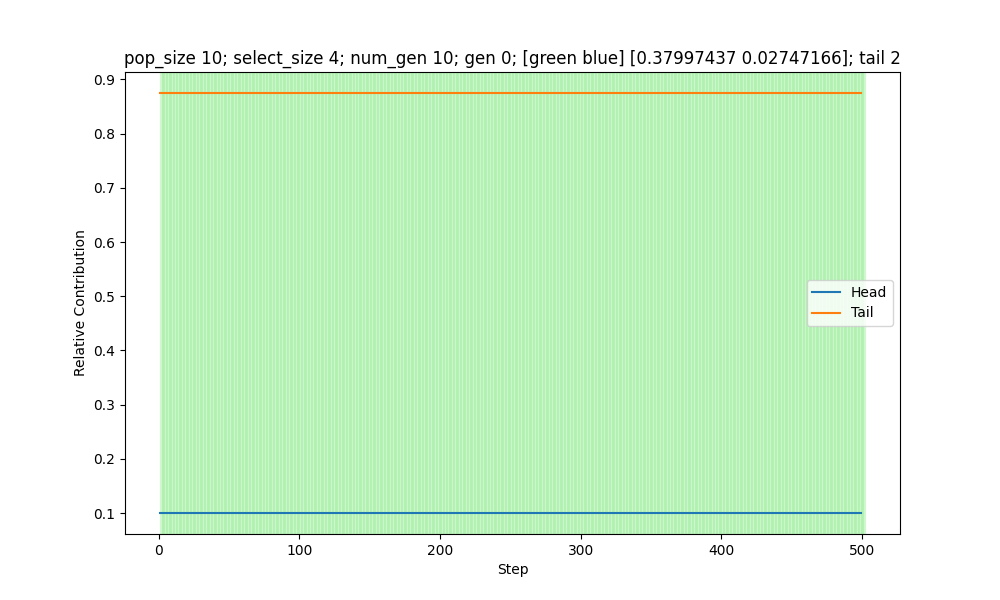 pop_size 10; select_size 4; num_gen 10; gen 0; [green blue] [0.37997437 0.02747166]; tail 2
0.9
0.8
0.7
0.6
0.5
0.4
0.3
0.2
0.1
Relative Contribution
Head
Tail
0 100 200 300 400 500
Step